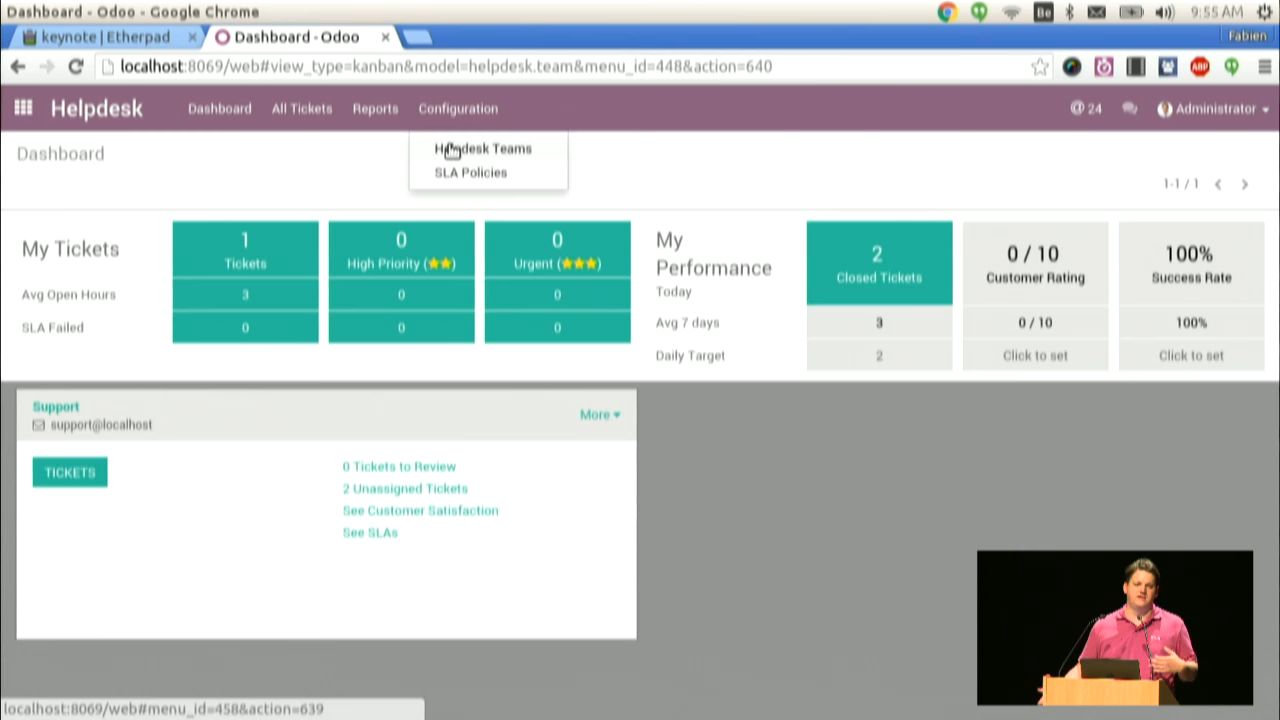 Dashboard - Odoo - Google Chrome
Be
9:55 AM
keynote | Etherpad ×
Dashboard - Odoo ×
Fabien
localhost:8069/web#view_type=kanban&model=helpdesk.team&menu_id=448&action=640
ABP
Helpdesk Dashboard All Tickets Reports Configuration @ 24 Administrator
Dashboard
Helpdesk Teams
SLA Policies
1-1 / 1
My Tickets
1 Tickets
0 High Priority (★★)
0 Urgent (★★★)
Avg Open Hours 3 0 0
SLA Failed 0 0 0
My Performance
Today
2 Closed Tickets
0 / 10 Customer Rating
100% Success Rate
Avg 7 days 3 0 / 10 100%
Daily Target 2 Click to set Click to set
Support
support@localhost
More
TICKETS
0 Tickets to Review
2 Unassigned Tickets
See Customer Satisfaction
See SLAs
localhost:8069/web#menu_id=458&action=639